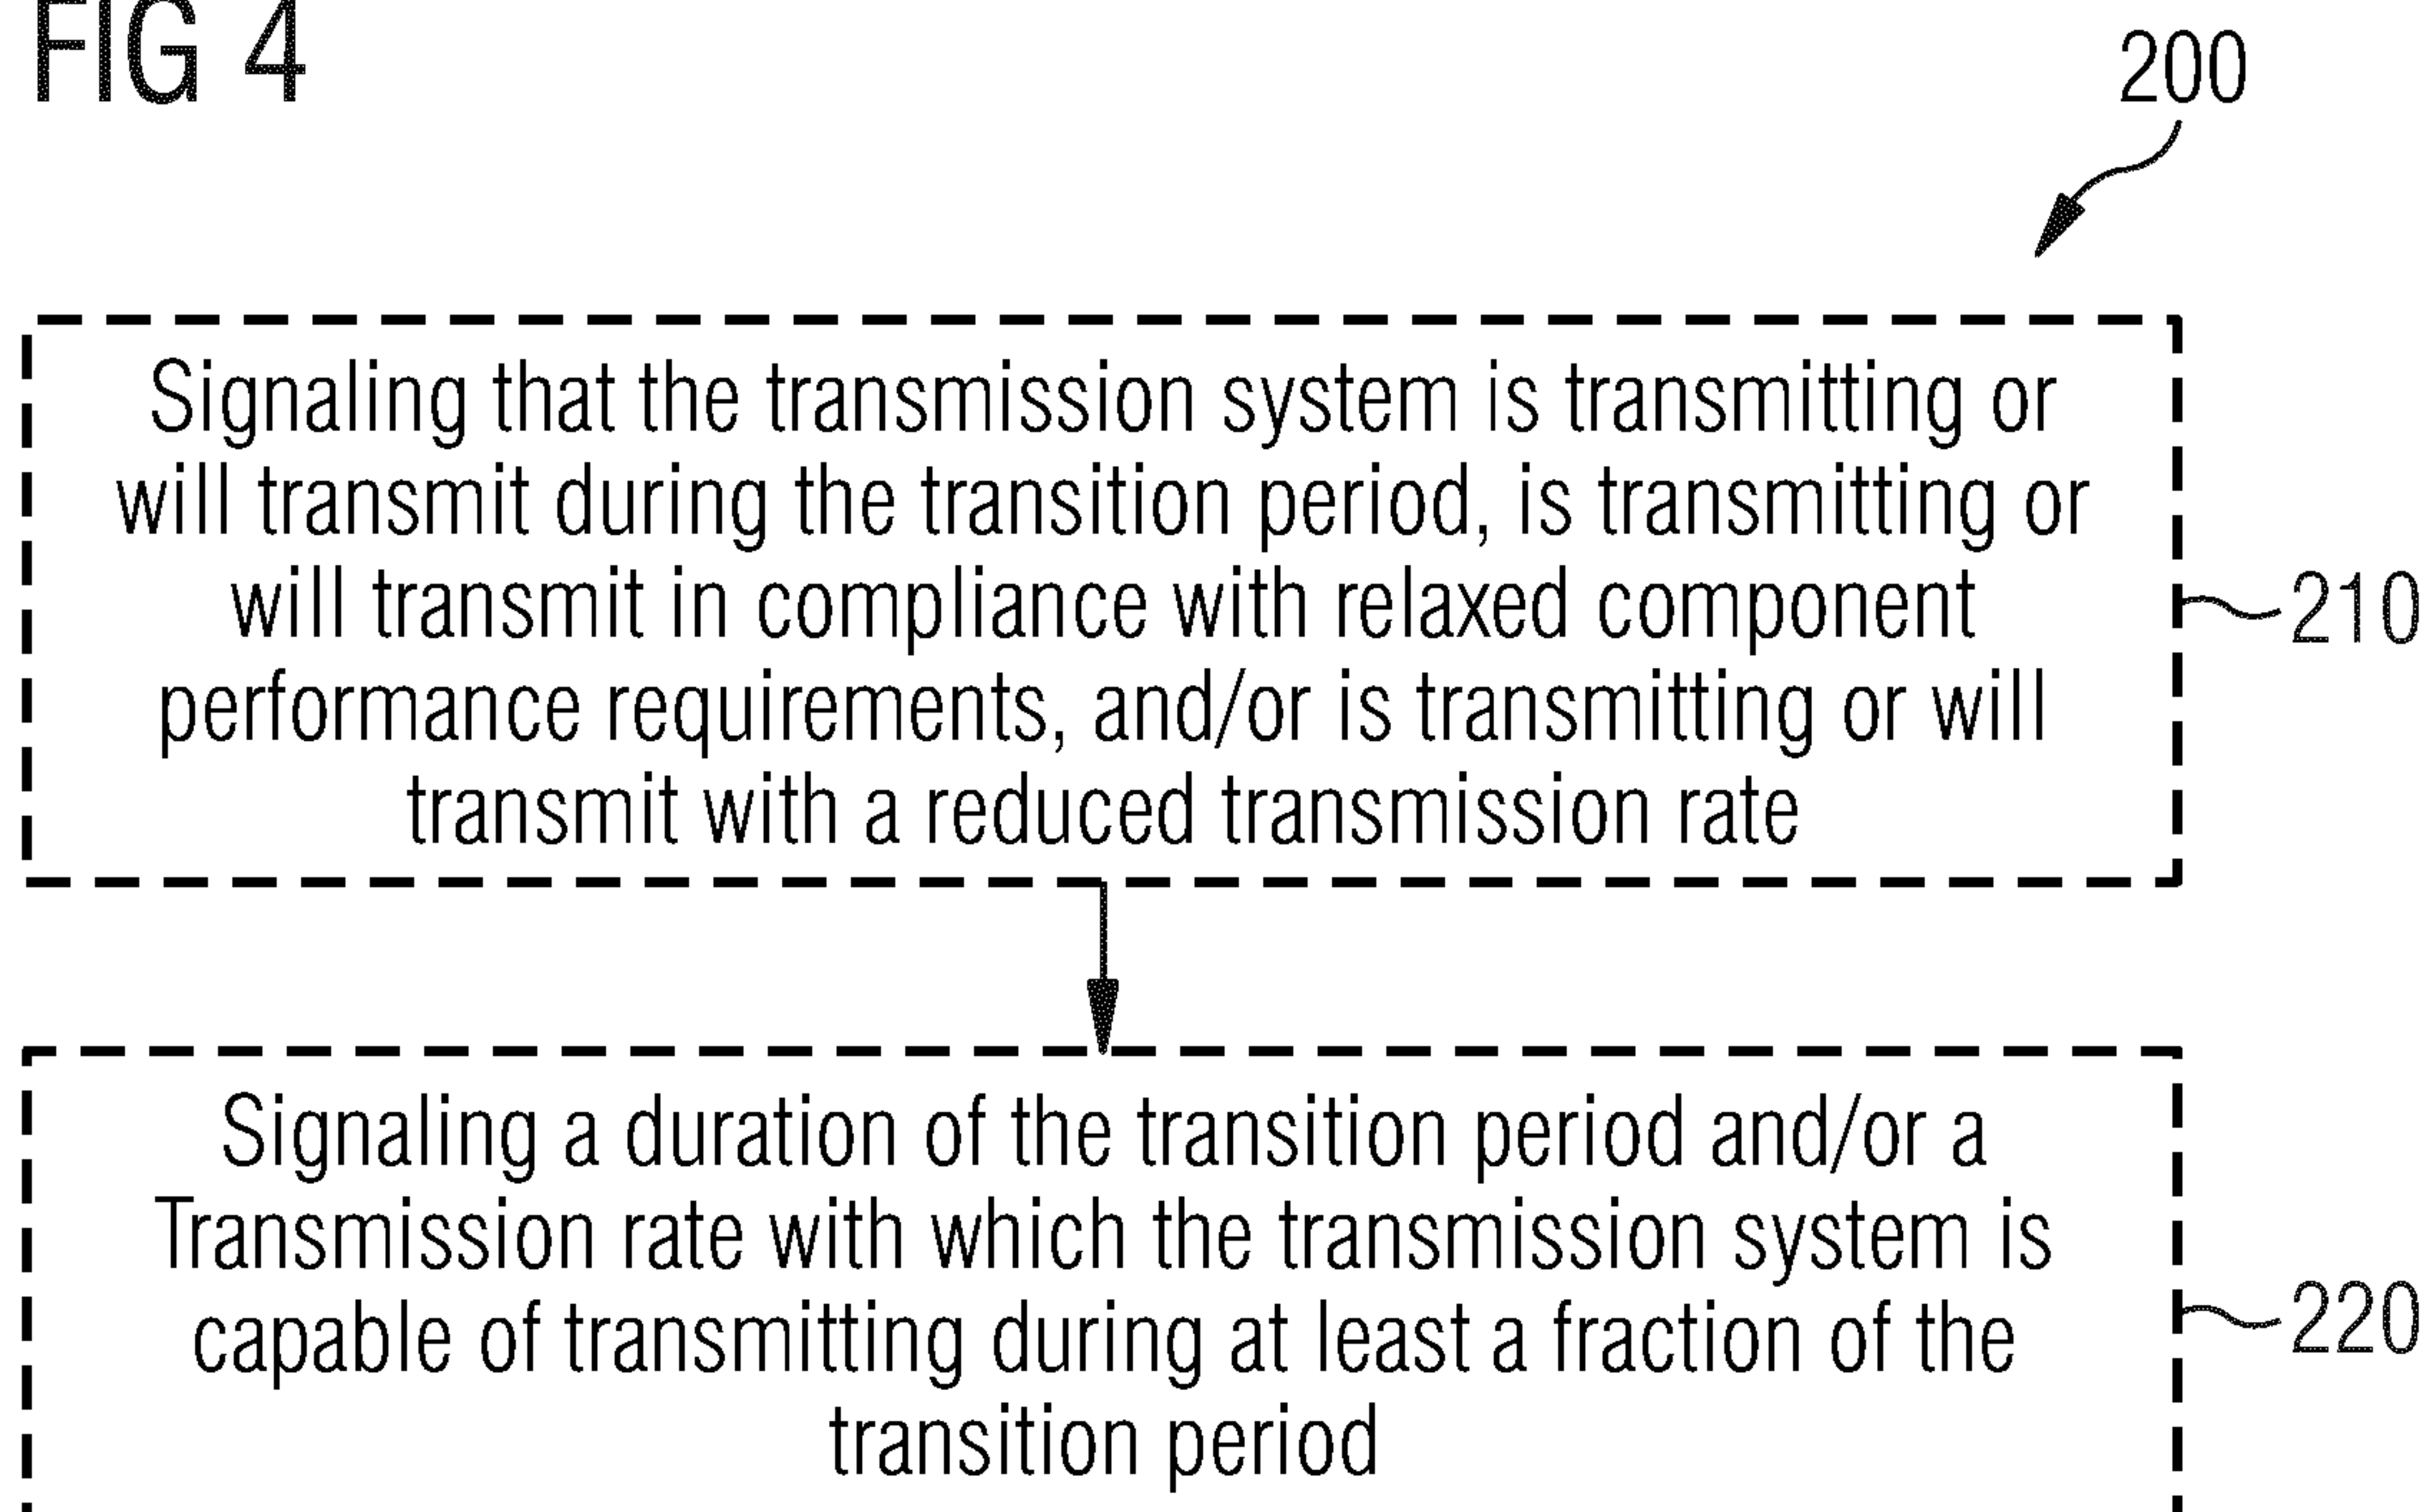 FIG 4
200
Signaling that the transmission system is transmitting or
will transmit during the transition period, is transmitting or
will transmit in compliance with relaxed component
performance requirements, and/or is transmitting or will
transmit with a reduced transmission rate
210
Signaling a duration of the transition period and/or a
Transmission rate with which the transmission system is
capable of transmitting during at least a fraction of the
transition period
220